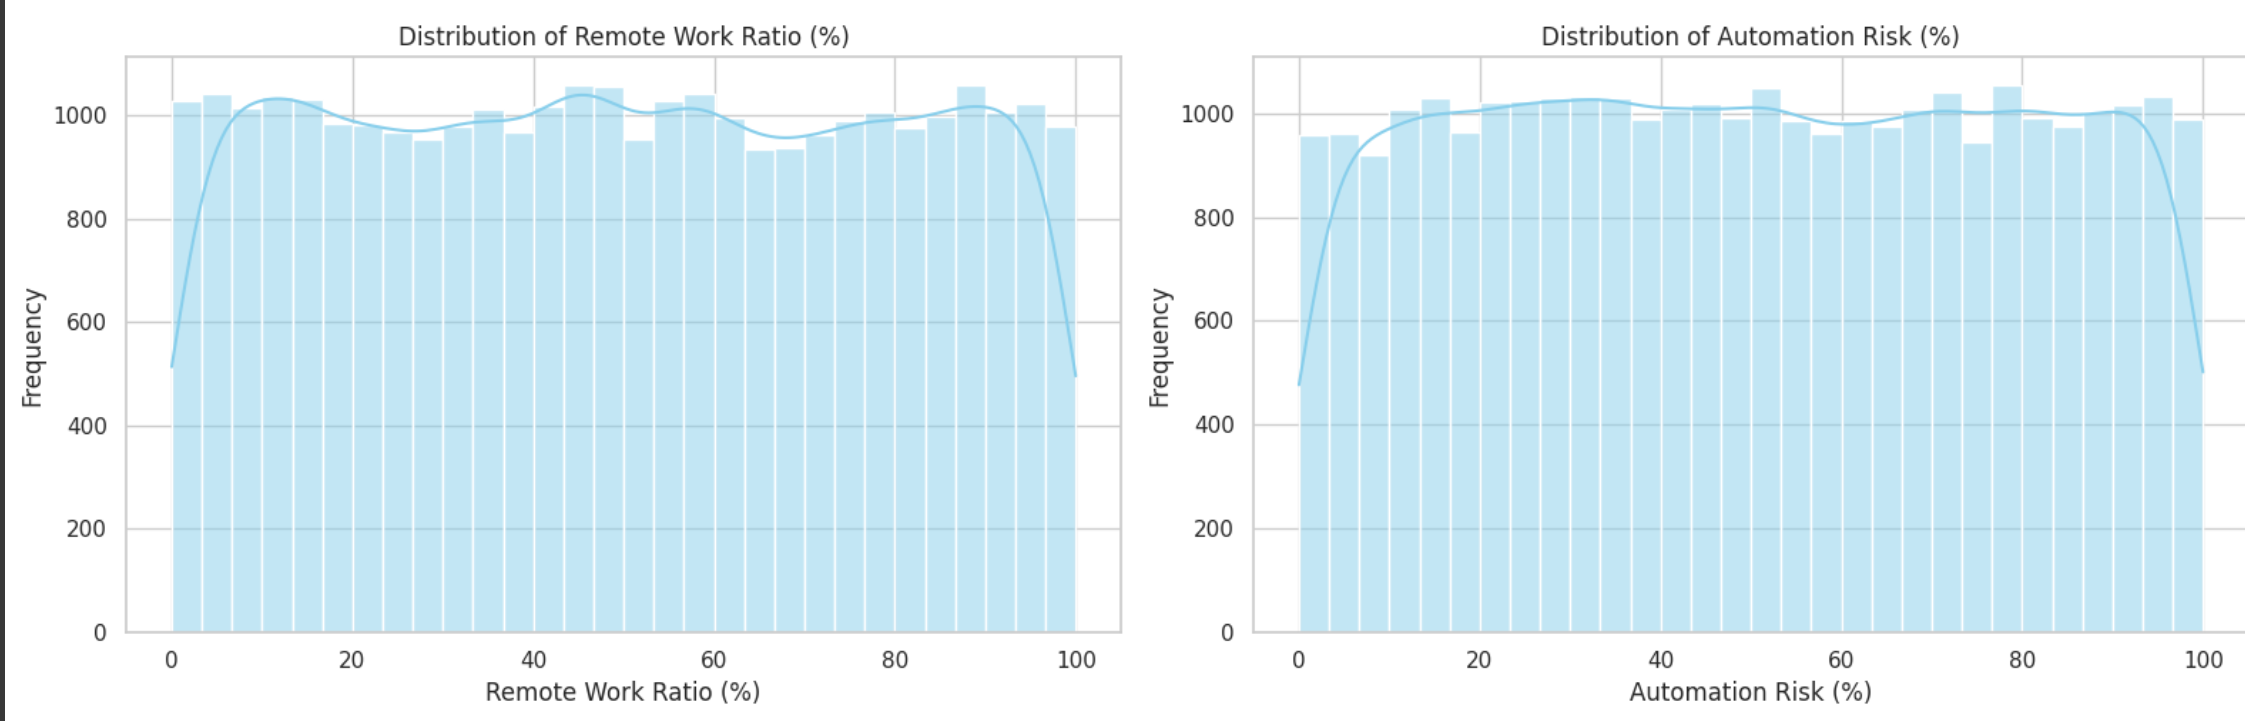 Distribution of Remote Work Ratio (%)
1000
800
600
400
200
0
Frequency
0 20 40 60 80 100
Remote Work Ratio (%)
Distribution of Automation Risk (%)
1000
800
600
400
200
0
Frequency
0 20 40 60 80 100
Automation Risk (%)